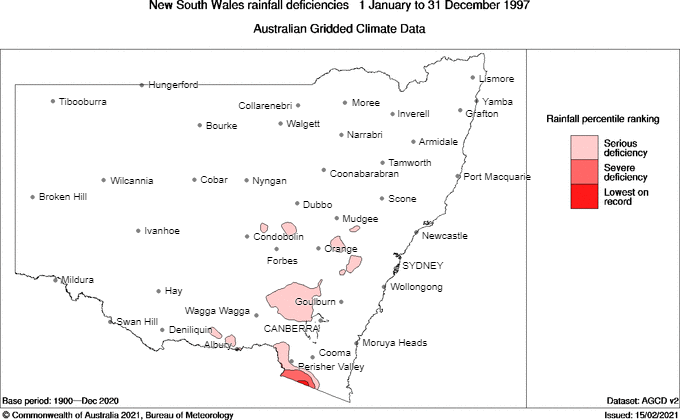 New South Wales rainfall deficiencies 1 January to 31 December 1997
Australian Gridded Climate Data
Hungerford
Lismore
Tibooburra
Collarenebri
Moree
Yamba
Inverell
Grafton
Bourke
Walgett
Narrabri
Armidale
Tamworth
Coonabarabran
Wilcannia
Cobar
Nyngan
Port Macquarie
Broken Hill
Scone
Dubbo
Mudgee
Ivanhoe
Condobolin
Newcastle
Forbes
Orange
SYDNEY
Mildura
Hay
Wollongong
Goulburn
Wagga Wagga
Swan Hill
Deniliquin
CANBERRA
Albury
Moruya Heads
Cooma
Perisher Valley
Rainfall percentile ranking
Serious
deficiency
Severe
deficiency
Lowest on
record
Base period: 1900—Dec 2020
Dataset: AGCD v2
© Commonwealth of Australia 2021, Bureau of Meteorology
Issued: 15/02/2021